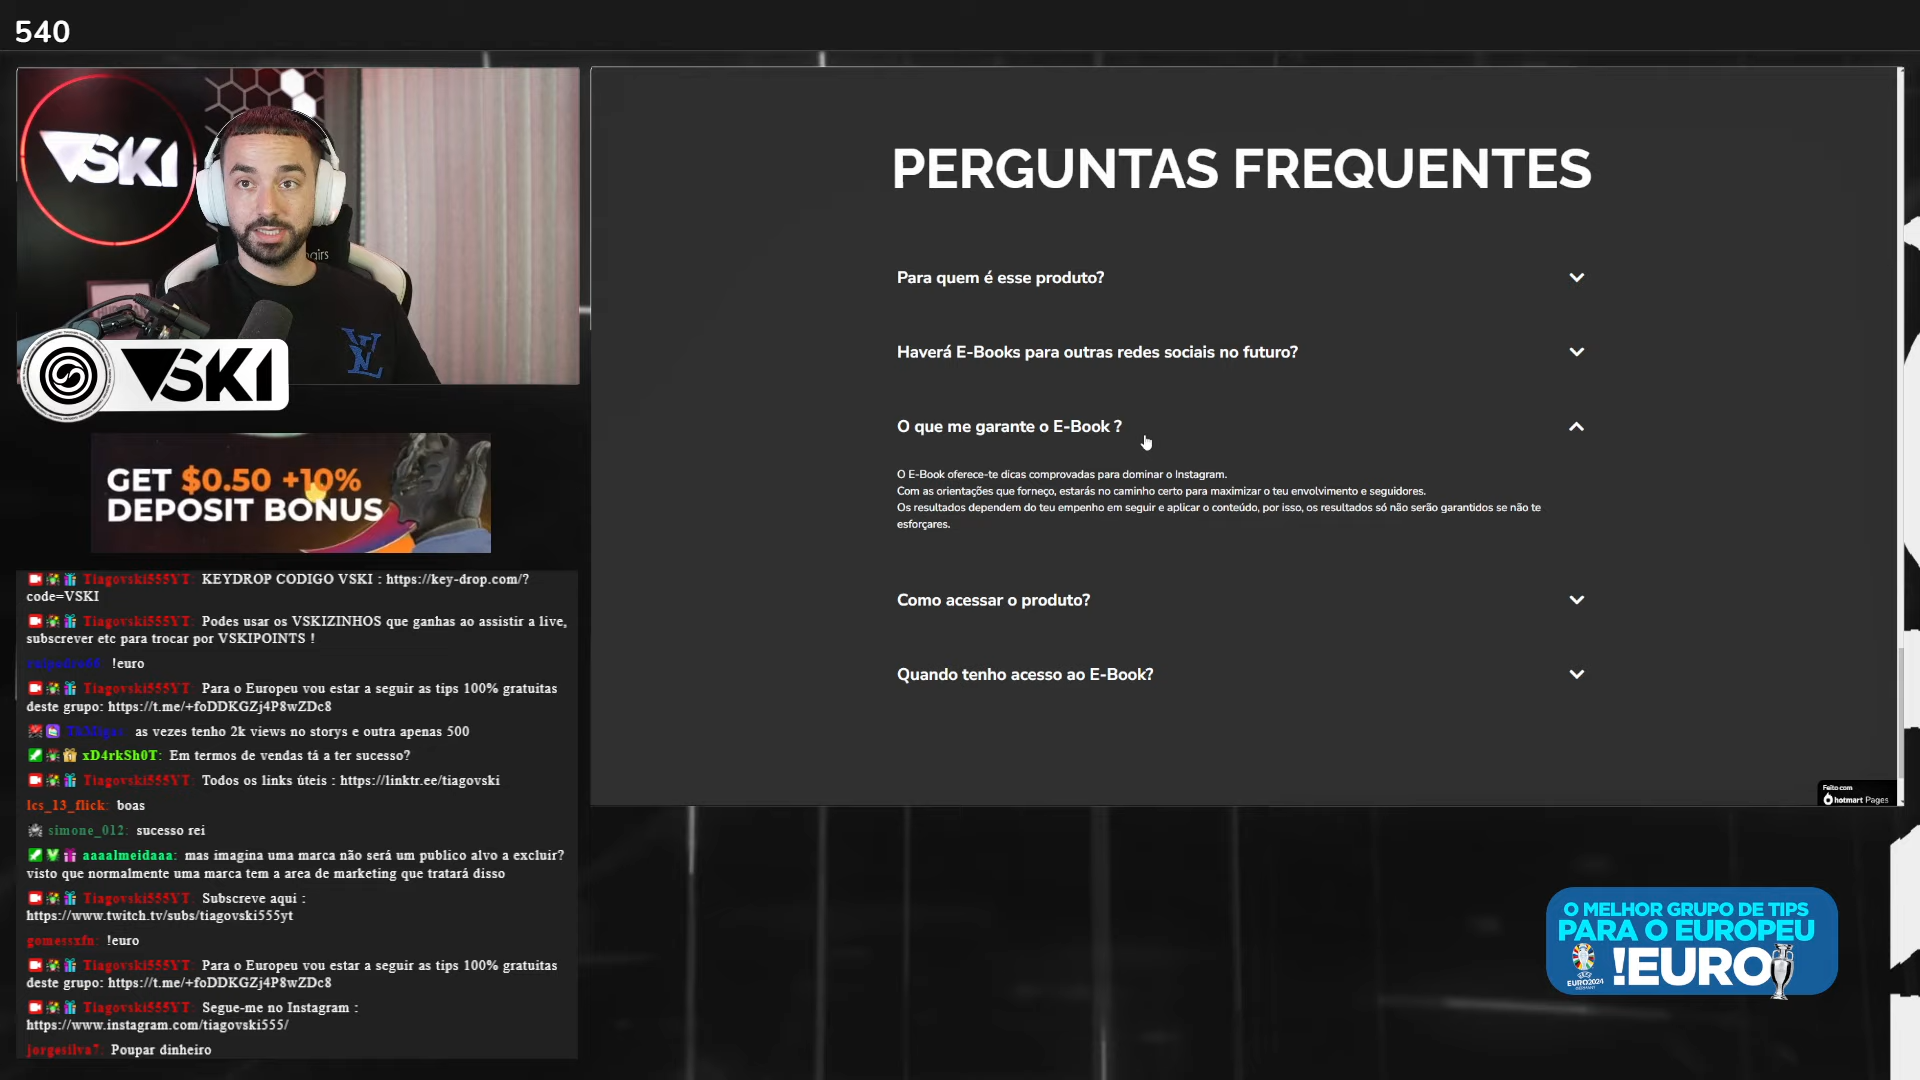 540
VSKI
VSKI
GET $0.50 +10%
DEPOSIT BONUS
Tiagovski555YT: KEYDROP CODIGO VSKI : https://key-drop.com/?
code=VSKI
Tiagovski555YT: Podes usar os VSKIZINHOS que ganhas ao assistir a live,
subscrever etc para trocar por VSKIPOINTS !
!euro
Tiagovski555YT: Para o Europeu vou estar a seguir as tips 100% gratuitas
deste grupo: https://t.me/+foDDKGZj4P8wZDc8
as vezes tenho 2k views no storys e outra apenas 500
xD4rkSh0T: Em termos de vendas tá a ter sucesso?
Tiagovski555YT: Todos os links úteis : https://linktr.ee/tiagovski
lcs_13_flick: boas
simone_012: sucesso rei
aaaalmeidaaa: mas imagina uma marca não será um publico alvo a excluir?
visto que normalmente uma marca tem a area de marketing que tratará disso
Tiagovski555YT: Subscreve aqui :
https://www.twitch.tv/subs/tiagovski555yt
gomessxfn: !euro
Tiagovski555YT: Para o Europeu vou estar a seguir as tips 100% gratuitas
deste grupo: https://t.me/+foDDKGZj4P8wZDc8
Tiagovski555YT: Segue-me no Instagram :
https://www.instagram.com/tiagovski555/
jorgesilva7: Poupar dinheiro
PERGUNTAS FREQUENTES
Para quem é esse produto?
Haverá E-Books para outras redes sociais no futuro?
O que me garante o E-Book ?
O E-Book oferece-te dicas comprovadas para dominar o Instagram.
Com as orientações que forneço, estarás no caminho certo para maximizar o teu envolvimento e seguidores.
Os resultados dependem do teu empenho em seguir e aplicar o conteúdo, por isso, os resultados só não serão garantidos se não te
esforçares.
Como acessar o produto?
Quando tenho acesso ao E-Book?
Feito com
hotmart Pages
O MELHOR GRUPO DE TIPS
PARA O EUROPEU
!EURO
EURO2024